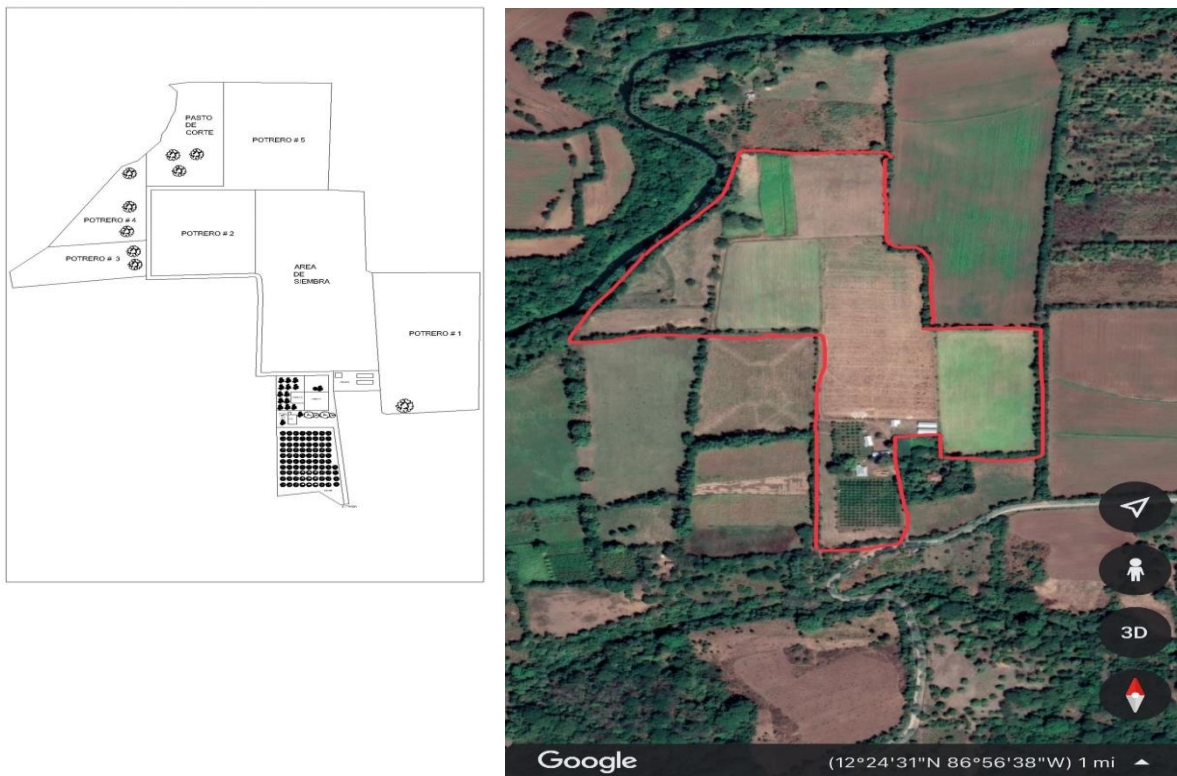 PASTO
DE
CORTE
POTRERO # 5
POTRERO # 4
POTRERO # 2
POTRERO # 3
AREA
DE
SIEMBRA
POTRERO # 1
3D
Google
(12°24'31"N 86°56'38"W) 1 mi